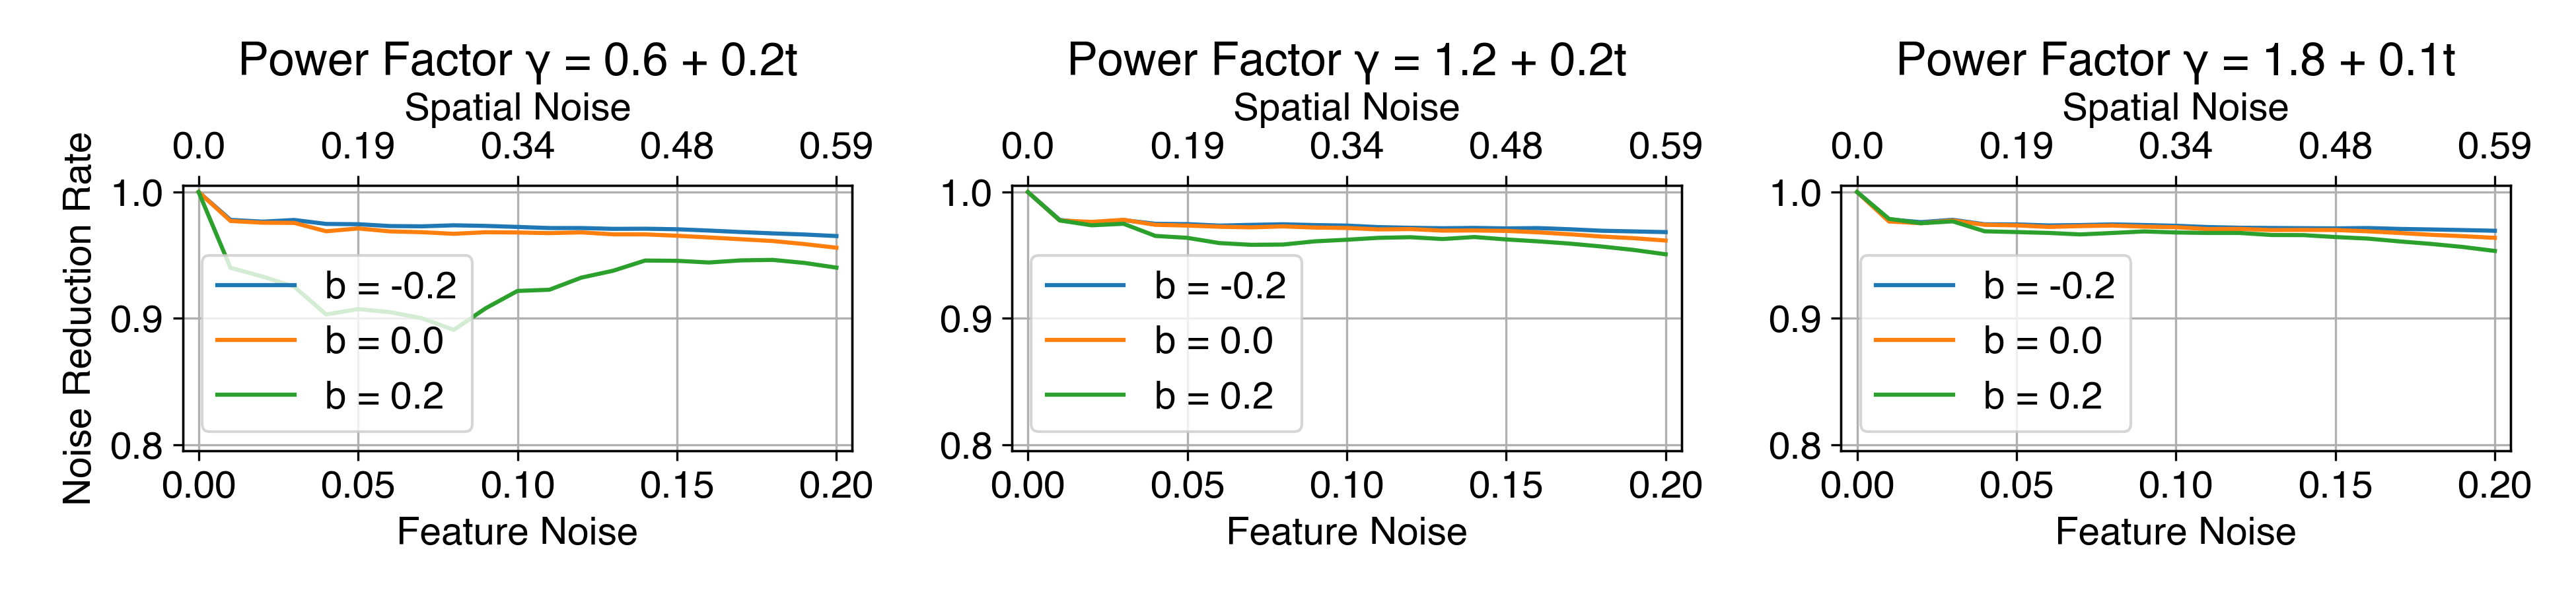 Power Factor γ = 0.6 + 0.2t
Spatial Noise
0.0 0.19 0.34 0.48 0.59
Noise Reduction Rate
1.0
0.9
0.8
b = -0.2
b = 0.0
b = 0.2
0.00 0.05 0.10 0.15 0.20
Feature Noise
Power Factor γ = 1.2 + 0.2t
Spatial Noise
0.0 0.19 0.34 0.48 0.59
1.0
0.9
0.8
b = -0.2
b = 0.0
b = 0.2
0.00 0.05 0.10 0.15 0.20
Feature Noise
Power Factor γ = 1.8 + 0.1t
Spatial Noise
0.0 0.19 0.34 0.48 0.59
1.0
0.9
0.8
b = -0.2
b = 0.0
b = 0.2
0.00 0.05 0.10 0.15 0.20
Feature Noise